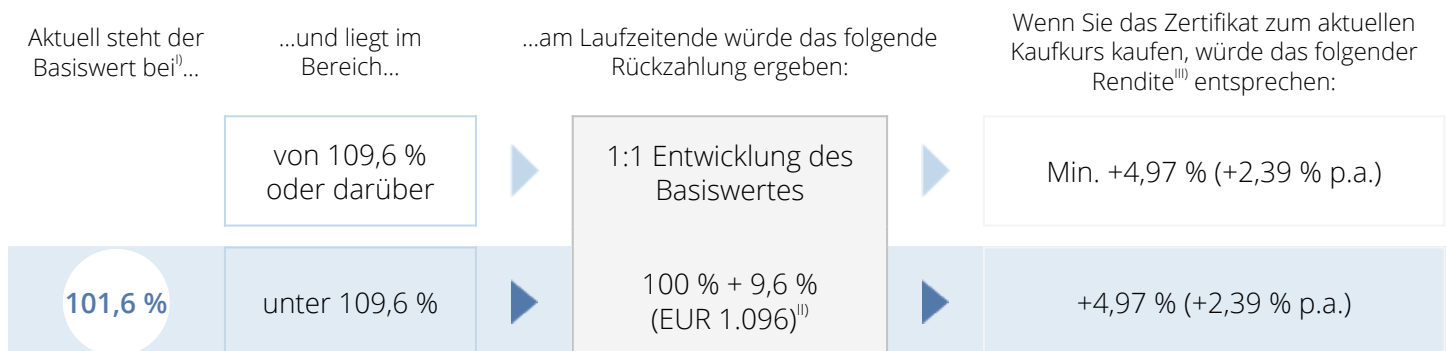 Aktuell steht der
Basiswert bei I)...
...und liegt im
Bereich...
...am Laufzeitende würde das folgende
Rückzahlung ergeben:
Wenn Sie das Zertifikat zum aktuellen
Kaufkurs kaufen, würde das folgender
Rendite III) entsprechen:
von 109,6 %
oder darüber
1:1 Entwicklung des
Basiswertes
Min. +4,97 % (+2,39 % p.a.)
101,6 %
unter 109,6 %
100 % + 9,6 %
(EUR 1.096) II)
+4,97 % (+2,39 % p.a.)